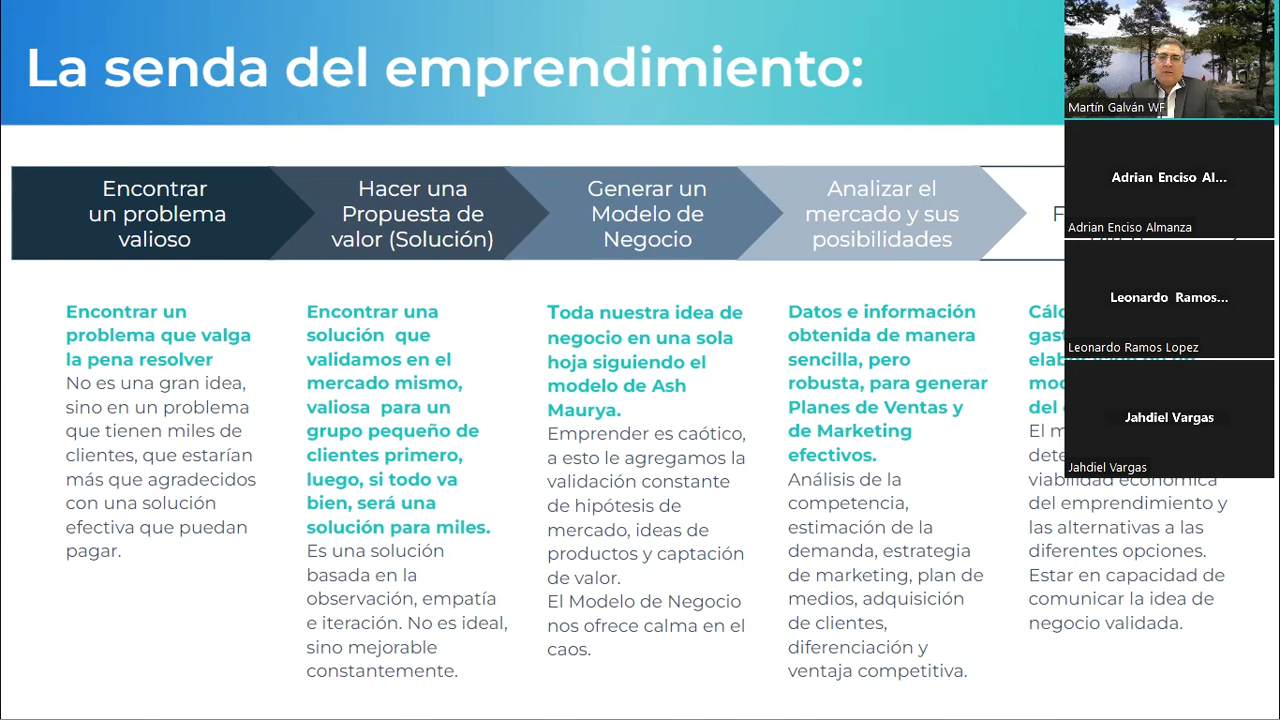 La senda del emprendimiento:
Encontrar
un problema
valioso
Hacer una
Propuesta de
valor (Solución)
Generar un
Modelo de
Negocio
Analizar el
mercado y sus
posibilidades
Encontrar un
problema que valga
la pena resolver
No es una gran idea,
sino en un problema
que tienen miles de
clientes, que estarían
más que agradecidos
con una solución
efectiva que puedan
pagar.
Encontrar una
solución que
validamos en el
mercado mismo,
valiosa para un
grupo pequeño de
clientes primero,
luego, si todo va
bien, será una
solución para miles.
Es una solución
basada en la
observación, empatía
e iteración. No es ideal,
sino mejorable
constantemente.
Toda nuestra idea de
negocio en una sola
hoja siguiendo el
modelo de Ash
Maurya.
Emprender es caótico,
a esto le agregamos la
validación constante
de hipótesis de
mercado, ideas de
productos y captación
de valor.
El Modelo de Negocio
nos ofrece calma en el
caos.
Datos e información
obtenida de manera
sencilla, pero
robusta, para generar
Planes de Ventas y
de Marketing
efectivos.
Análisis de la
competencia,
estimación de la
demanda, estrategia
de marketing, plan de
medios, adquisición
de clientes,
diferenciación y
ventaja competitiva.
El
viabilidad económica
del emprendimiento y
las alternativas a las
diferentes opciones.
Estar en capacidad de
comunicar la idea de
negocio validada.
Martín Galván WF
Adrian Enciso Al...
Adrian Enciso Almanza
Leonardo Ramos...
Leonardo Ramos Lopez
Jahdiel Vargas
Jahdiel Vargas